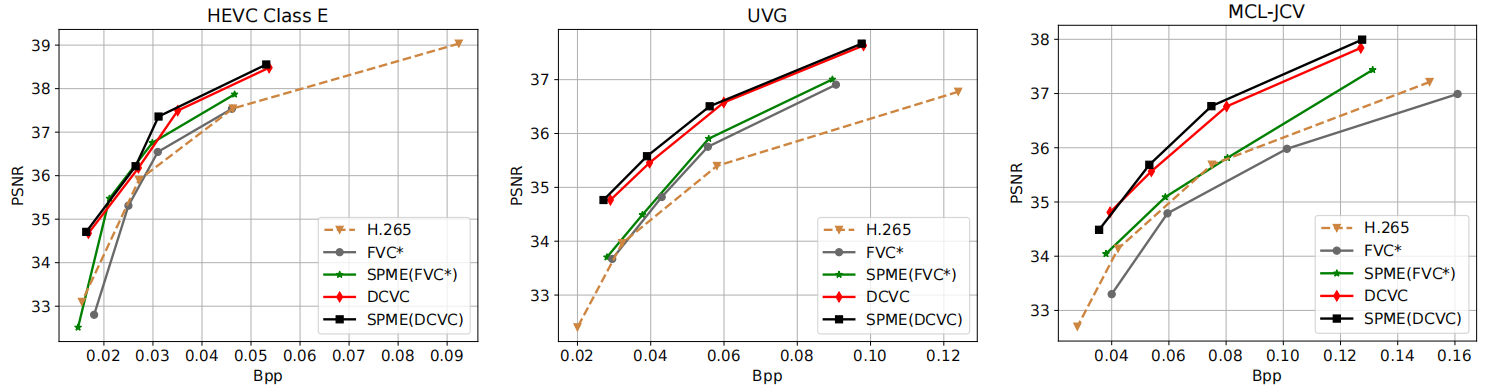 HEVC Class E
PSNR
39
38
37
36
35
34
33
0.02 0.03 0.04 0.05 0.06 0.07 0.08 0.09
Bpp
H.265
FVC*
SPME(FVC*)
DCVC
SPME(DCVC)
UVG
PSNR
37
36
35
34
33
0.02 0.04 0.06 0.08 0.10 0.12
Bpp
H.265
FVC*
SPME(FVC*)
DCVC
SPME(DCVC)
MCL-JCV
PSNR
38
37
36
35
34
33
0.04 0.06 0.08 0.10 0.12 0.14 0.16
Bpp
H.265
FVC*
SPME(FVC*)
DCVC
SPME(DCVC)